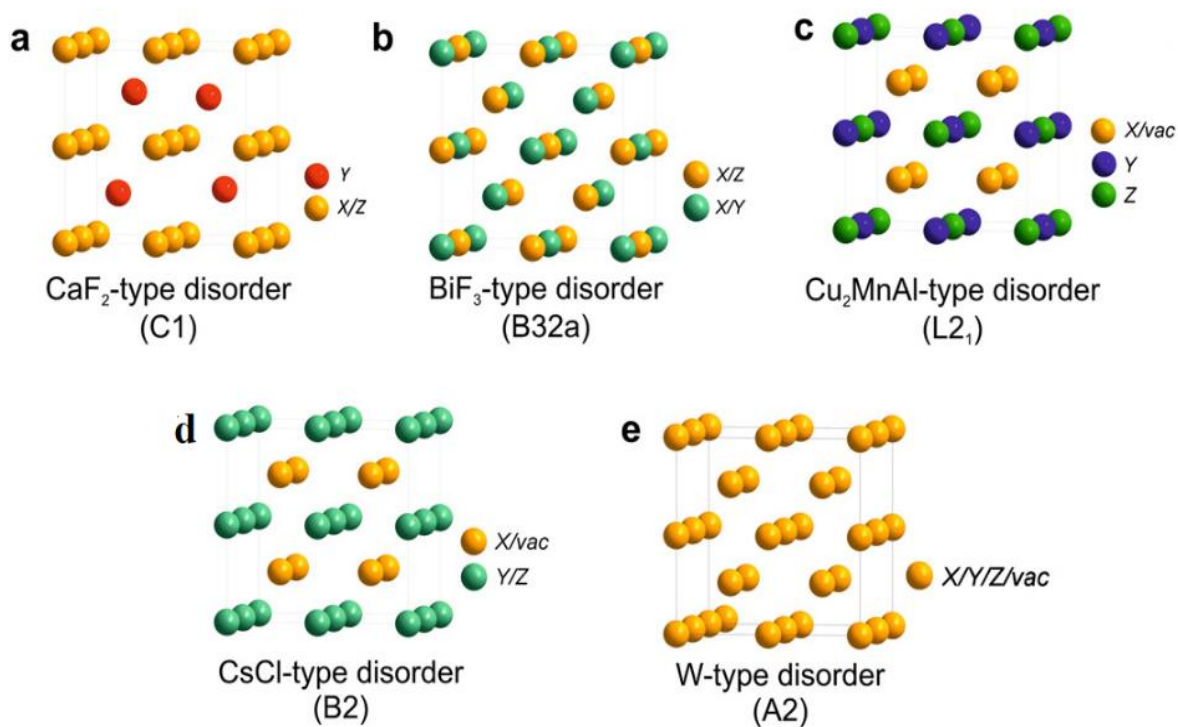 a
Y
X/Z
CaF₂-type disorder
(C1)
b
X/Z
X/Y
BiF₃-type disorder
(B32a)
c
X/vac
Y
Z
Cu₂MnAl-type disorder
(L2₁)
d
X/vac
Y/Z
CsCl-type disorder
(B2)
e
X/Y/Z/vac
W-type disorder
(A2)